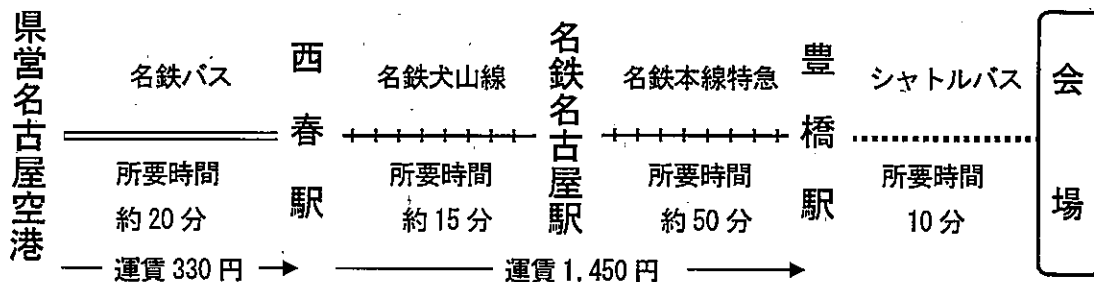 県営名古屋空港
名鉄バス
所要時間
約20分
西春駅
名鉄犬山線
所要時間
約15分
名鉄名古屋駅
名鉄本線特急
所要時間
約50分
豊橋駅
シャトルバス
所要時間
10分
会場
運賃330円
運賃1,450円